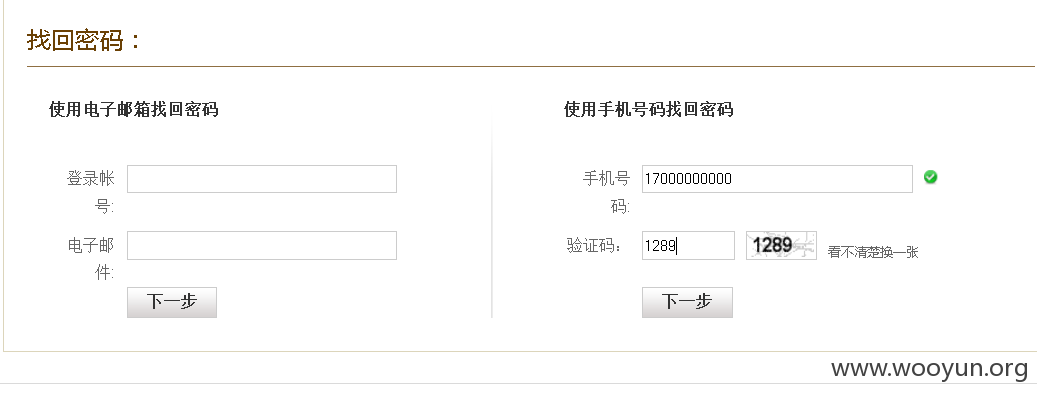 找回密码：
使用电子邮箱找回密码
登录帐
号:
电子邮
件:
下一步
使用手机号码找回密码
手机号
码:
17000000000
验证码：
1289
1289
看不清楚换一张
下一步
www.wooyun.org